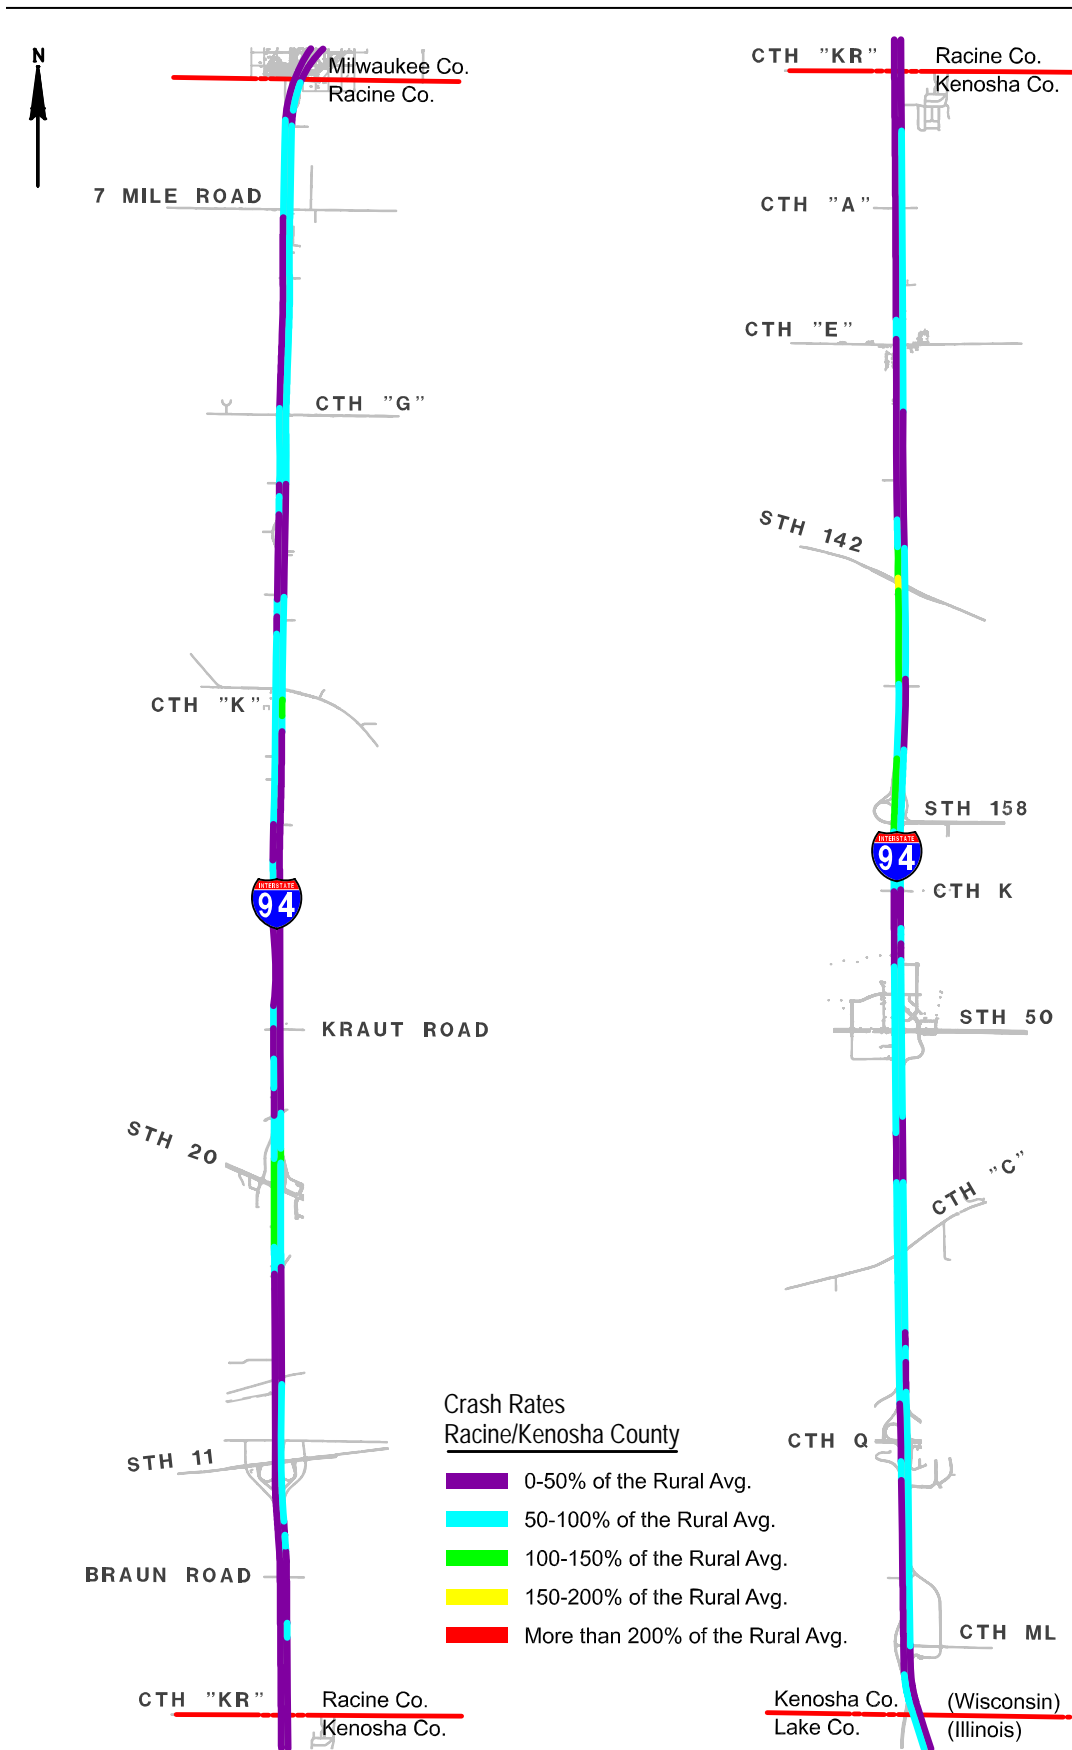 N
Milwaukee Co.
Racine Co.
7 MILE ROAD
CTH "G"
CTH "K"
INTERSTATE
94
KRAUT ROAD
STH 20
STH 11
BRAUN ROAD
CTH "KR"
Racine Co.
Kenosha Co.
CTH "KR"
Racine Co.
Kenosha Co.
CTH "A"
CTH "E"
STH 142
STH 158
INTERSTATE
94
CTH K
STH 50
CTH "C"
CTH Q
CTH ML
Kenosha Co. (Wisconsin)
Lake Co. (Illinois)
Crash Rates
Racine/Kenosha County
0-50% of the Rural Avg.
50-100% of the Rural Avg.
100-150% of the Rural Avg.
150-200% of the Rural Avg.
More than 200% of the Rural Avg.